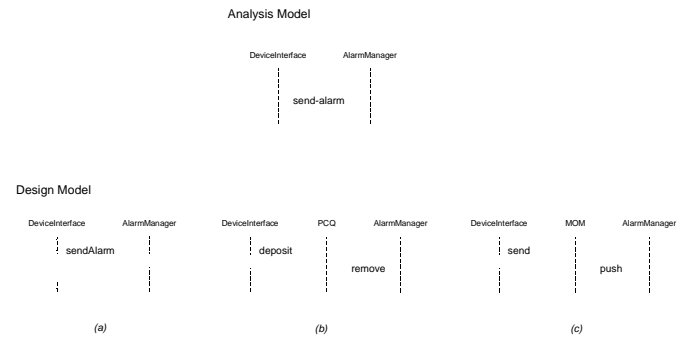 Analysis Model
DeviceInterface AlarmManager
send-alarm
Design Model
DeviceInterface AlarmManager DeviceInterface PCQ AlarmManager DeviceInterface MOM AlarmManager
sendAlarm deposit send
remove push
(a) (b) (c)